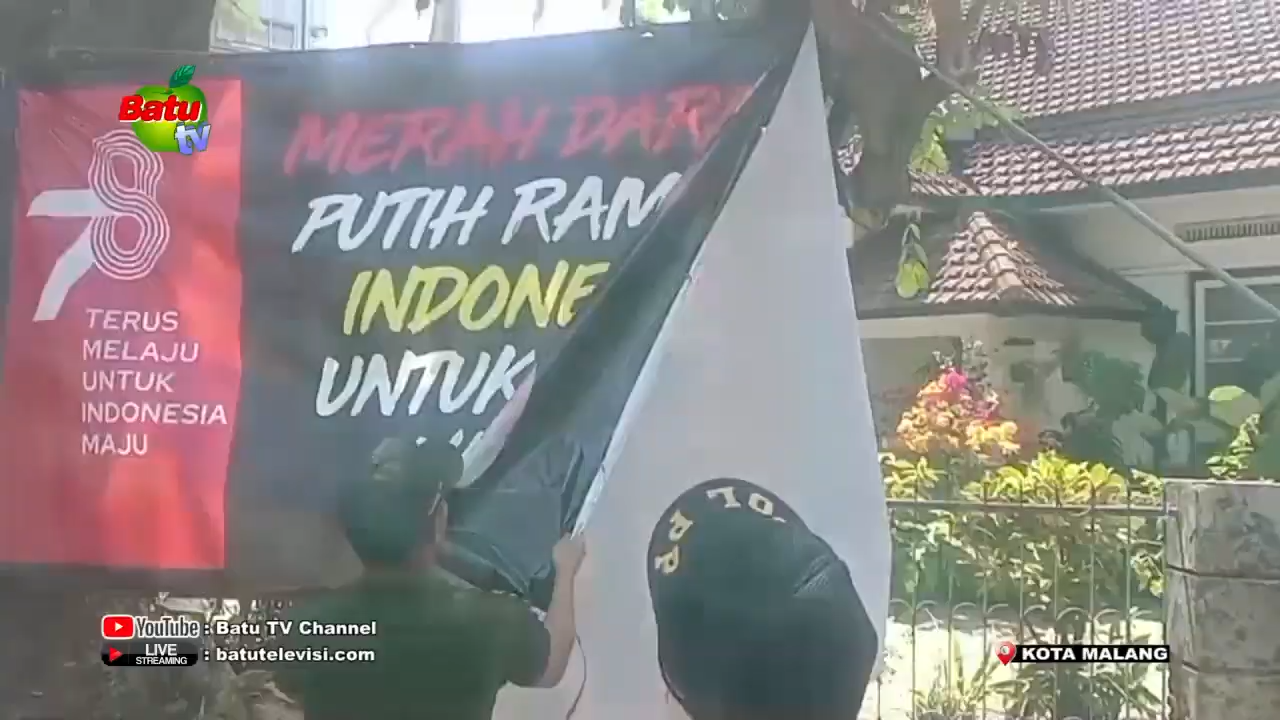 Batu
tv
78
TERUS
MELAJU
UNTUK
INDONESIA
MAJU
MERAH DARI
PUTIH RAM
INDONE
UNTUK
POL PP
YouTube : Batu TV Channel
LIVE STREAMING : batutelevisi.com
KOTA MALANG